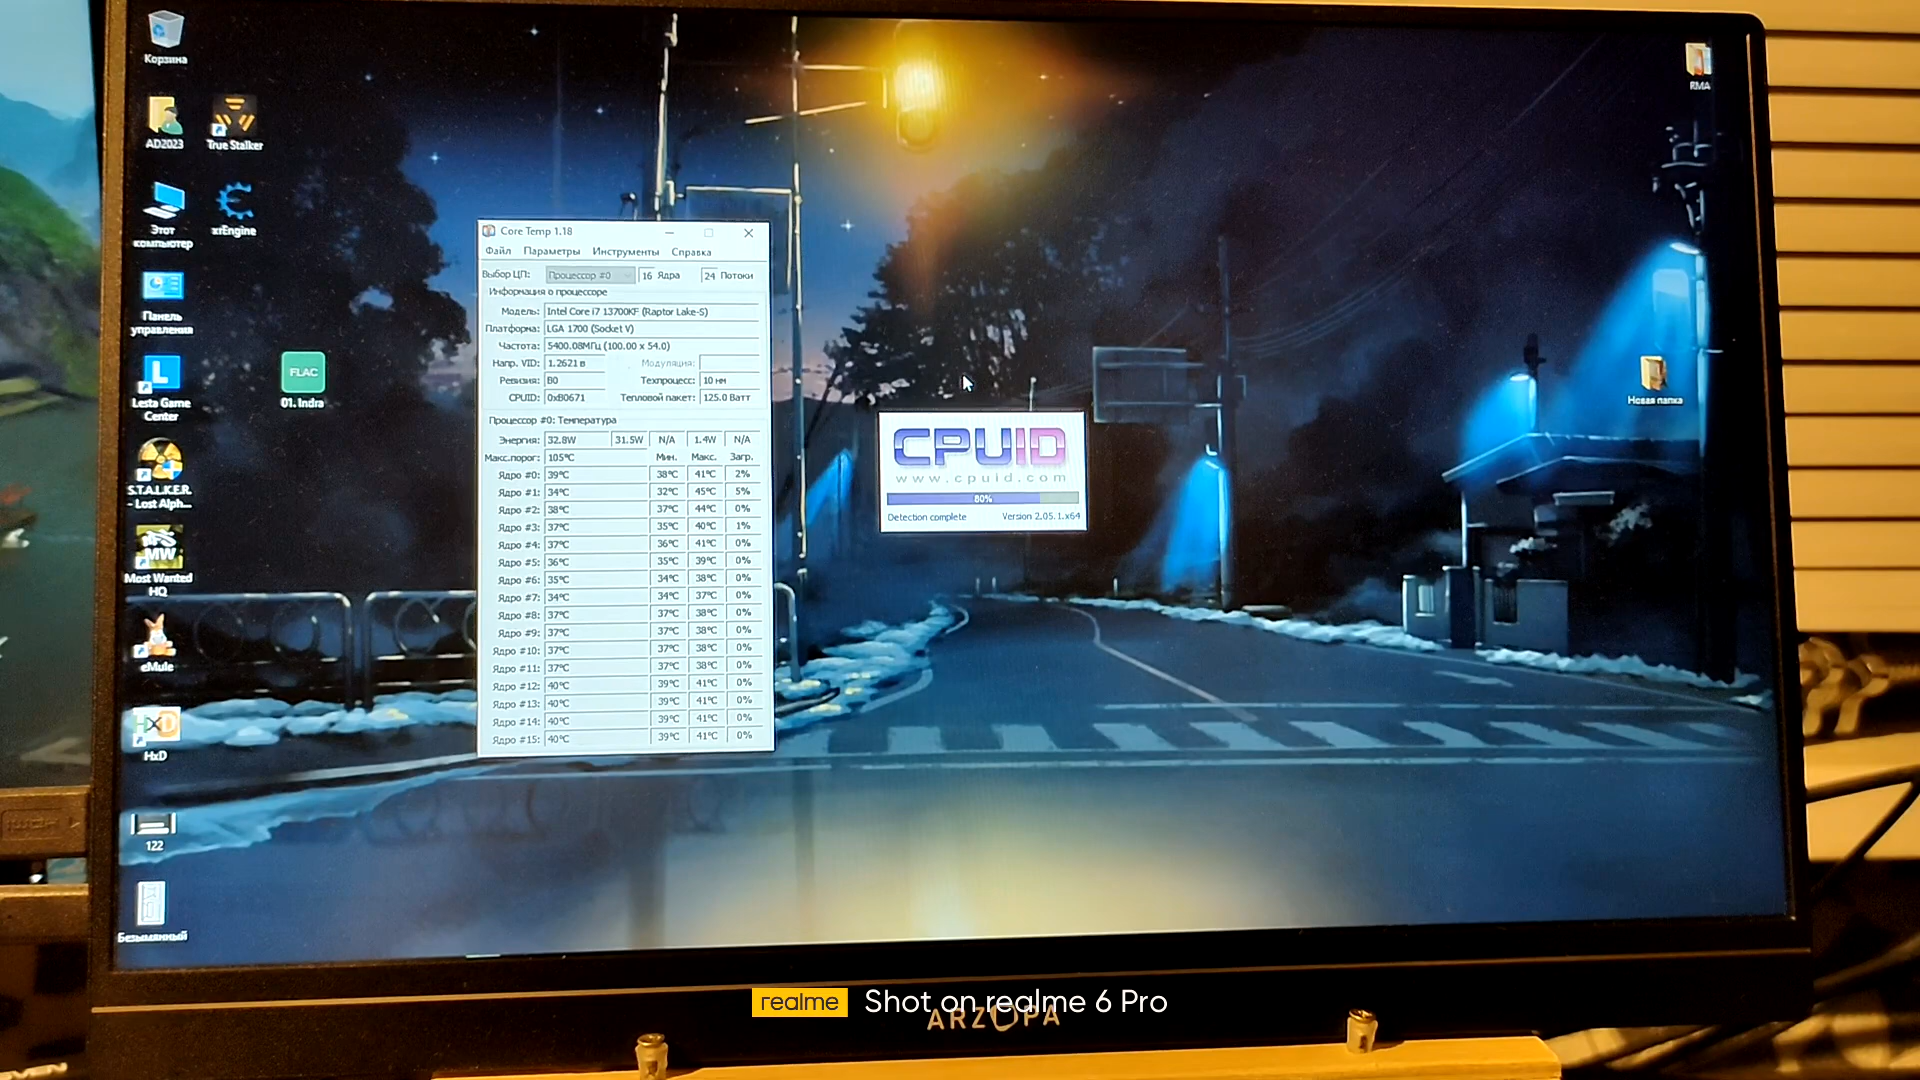 Корзина
AD2023
True Stalker
Этот
компьютер
xrEngine
Панель
управления
Lesta Game
Center
FLAC
01. Indra
S.T.A.L.K.E.R.
- Lost Alph...
MW
Most Wanted
HQ
eMule
HxD
HxD
122
Безымянный
RMA
Новая папка
Core Temp 1.18
Файл Параметры Инструменты Справка
Выбор ЦП: Процессор #0 16 Ядра 24 Потоки
Информация о процессоре
Модель: Intel Core i7 13700KF (Raptor Lake-S)
Платформа: LGA 1700 (Socket V)
Частота: 5400.08МГц (100.00 x 54.0)
Напр. VID: 1.2621 в Модуляция:
Ревизия: B0 Техпроцесс: 10 нм
CPUID: 0xB0671 Тепловой пакет: 125.0 Ватт
Процессор #0: Температура
Энергия: 32.8W 31.5W N/A 1.4W N/A
Макс.порог: 105°C Мин. Макс. Загр.
Ядро #0: 39°C 38°C 41°C 2%
Ядро #1: 34°C 32°C 45°C 5%
Ядро #2: 38°C 37°C 44°C 0%
Ядро #3: 37°C 35°C 40°C 1%
Ядро #4: 37°C 36°C 41°C 0%
Ядро #5: 36°C 35°C 39°C 0%
Ядро #6: 35°C 34°C 38°C 0%
Ядро #7: 34°C 34°C 37°C 0%
Ядро #8: 37°C 37°C 38°C 0%
Ядро #9: 37°C 37°C 38°C 0%
Ядро #10: 37°C 37°C 38°C 0%
Ядро #11: 37°C 37°C 38°C 0%
Ядро #12: 40°C 39°C 41°C 0%
Ядро #13: 40°C 39°C 41°C 0%
Ядро #14: 40°C 39°C 41°C 0%
Ядро #15: 40°C 39°C 41°C 0%
CPUID
www.cpuid.com
80%
Detection complete Version 2.05.1.x64
realme Shot on realme 6 Pro
ARZOPA